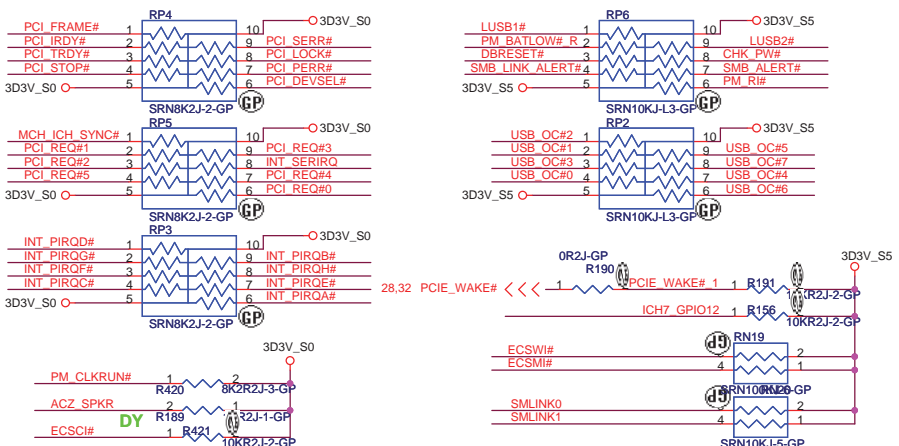 RP4
PCI_FRAME# 1 10 3D3V_S0
PCI_IRDY# 2 9 PCI_SERR#
PCI_TRDY# 3 8 PCI_LOCK#
PCI_STOP# 4 7 PCI_PERR#
3D3V_S0 5 6 PCI_DEVSEL#
SRN8K2J-2-GP GP
RP5
MCH_ICH_SYNC# 1 10 3D3V_S0
PCI_REQ#1 2 9 PCI_REQ#3
PCI_REQ#2 3 8 INT_SERIRQ
PCI_REQ#5 4 7 PCI_REQ#4
3D3V_S0 5 6 PCI_REQ#0
SRN8K2J-2-GP GP
RP3
INT_PIRQD# 1 10 3D3V_S0
INT_PIRQG# 2 9 INT_PIRQB#
INT_PIRQF# 3 8 INT_PIRQH#
INT_PIRQC# 4 7 INT_PIRQE#
3D3V_S0 5 6 INT_PIRQA#
SRN8K2J-2-GP GP
3D3V_S0
PM_CLKRUN# 1 2
R420 8K2R2J-3-GP
ACZ_SPKR 2 1
DY R189 R2J-1-GP
ECSCI# 1 R421
10KR2J-2-GP
RP6
LUSB1# 1 10 3D3V_S5
PM_BATLOW#_R 2 9 LUSB2#
DBRESET# 3 8 CHK_PW#
SMB_LINK_ALERT# 4 7 SMB_ALERT#
3D3V_S5 5 6 PM_RI#
SRN10KJ-L3-GP GP
RP2
USB_OC#2 1 10 3D3V_S5
USB_OC#1 2 9 USB_OC#5
USB_OC#3 3 8 USB_OC#7
USB_OC#0 4 7 USB_OC#4
3D3V_S5 5 6 USB_OC#6
SRN10KJ-L3-GP GP
0R2J-GP
R190
3D3V_S5
28,32 PCIE_WAKE# 1 PCIE_WAKE#_1 1 R191
KR2J-2-GP
ICH7_GPIO12 1 R156
10KR2J-2-GP
RN19
ECSWI# GP 2
ECSMI# 4 1
SRN100
SMLINK0 GP 2
SMLINK1 4 1
SRN10KJ-5-GP